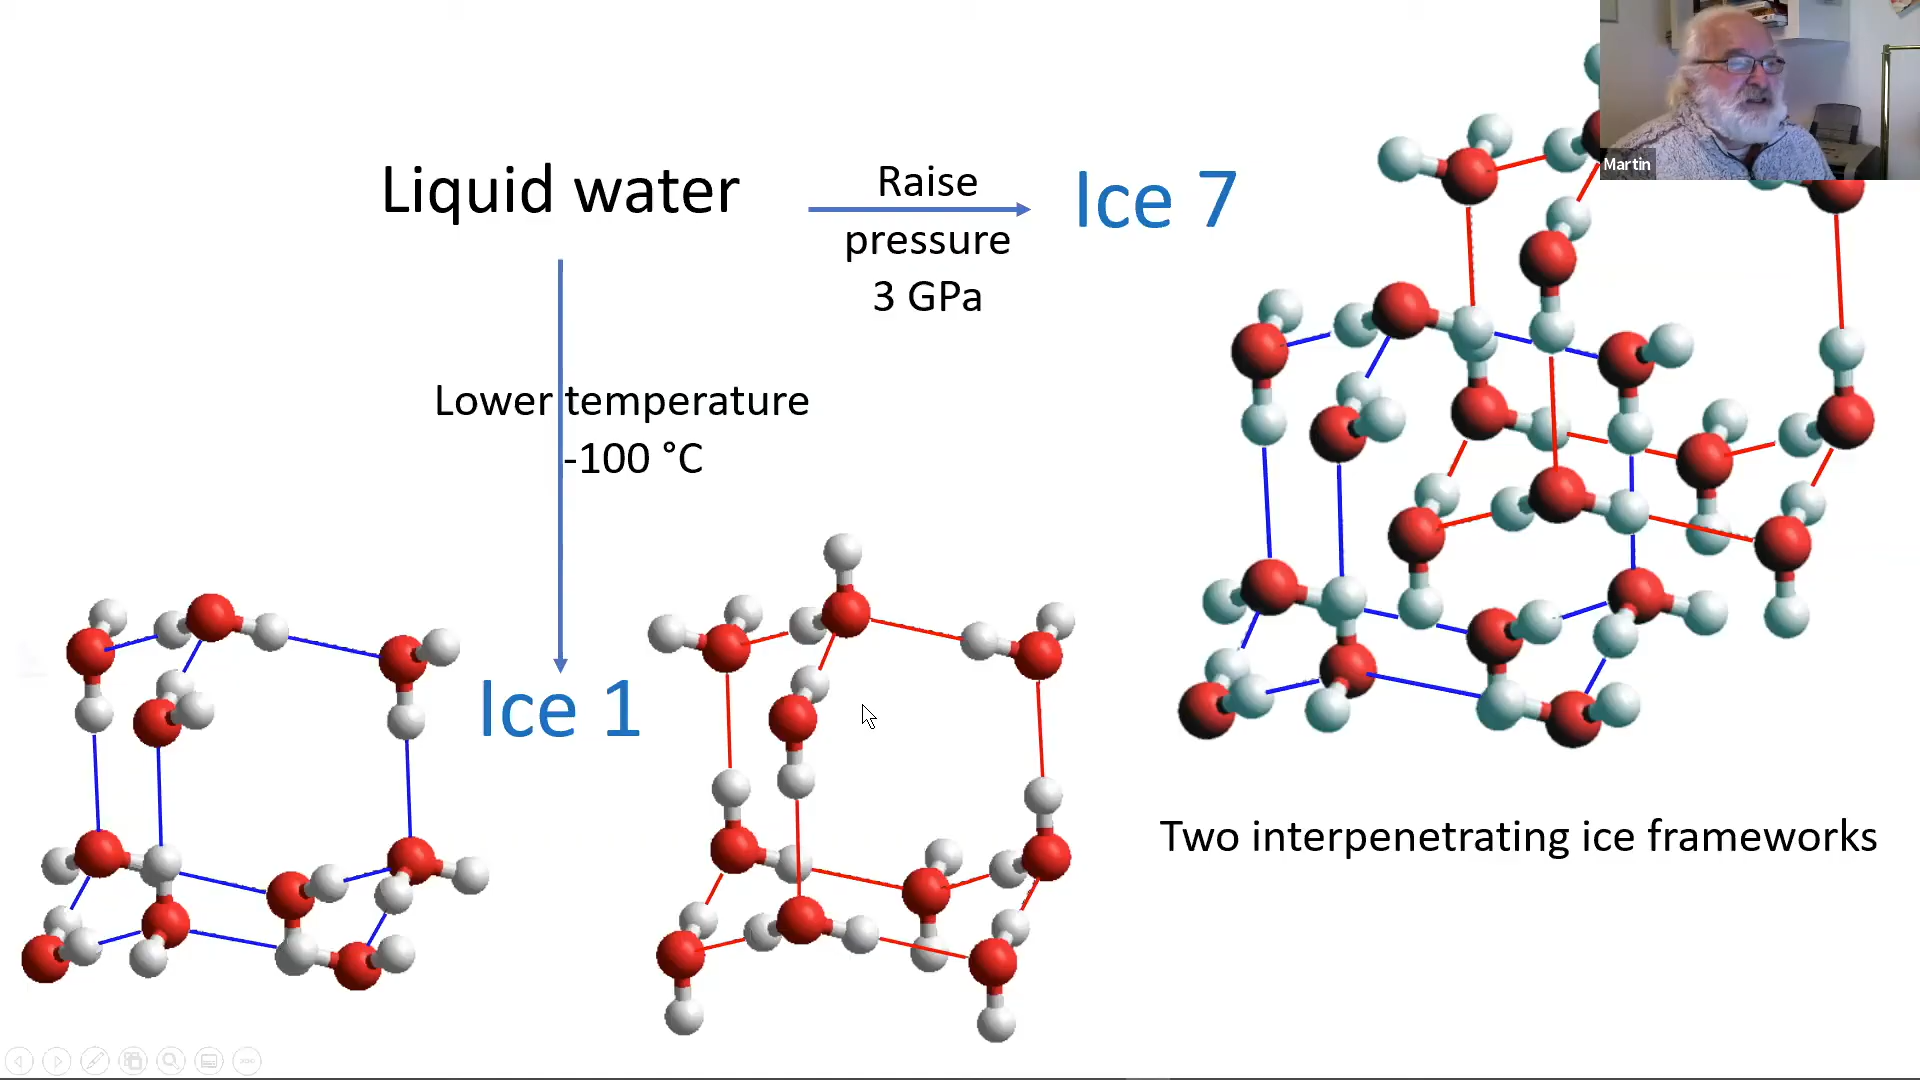 Liquid water
Raise
pressure
3 GPa
Ice 7
Martin
Lower temperature
-100 °C
Ice 1
Two interpenetrating ice frameworks